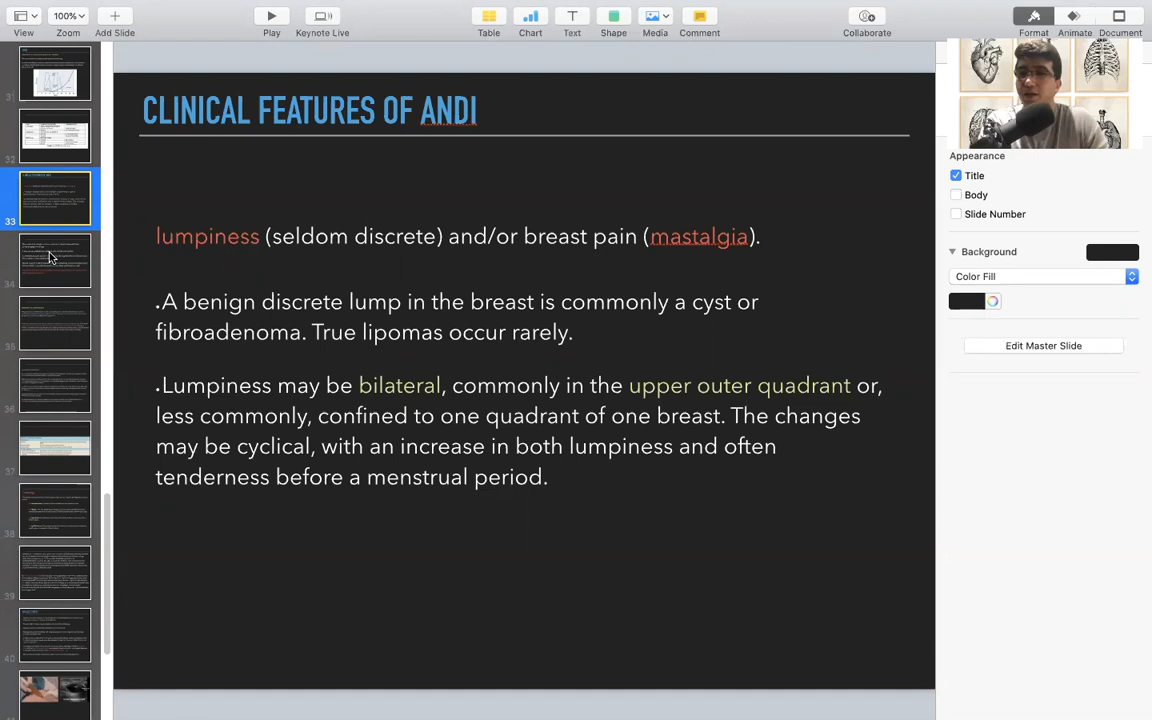 100%
View
Zoom
Add Slide
Play
Keynote Live
Table
Chart
Text
Shape
Media
Comment
Collaborate
Format
Animate
Document
31
32
33
34
35
36
37
38
39
40
CLINICAL FEATURES OF ANDI
lumpiness (seldom discrete) and/or breast pain (mastalgia).
.A benign discrete lump in the breast is commonly a cyst or
fibroadenoma. True lipomas occur rarely.
.Lumpiness may be bilateral, commonly in the upper outer quadrant or,
less commonly, confined to one quadrant of one breast. The changes
may be cyclical, with an increase in both lumpiness and often
tenderness before a menstrual period.
Appearance
Title
Body
Slide Number
Background
Color Fill
Edit Master Slide